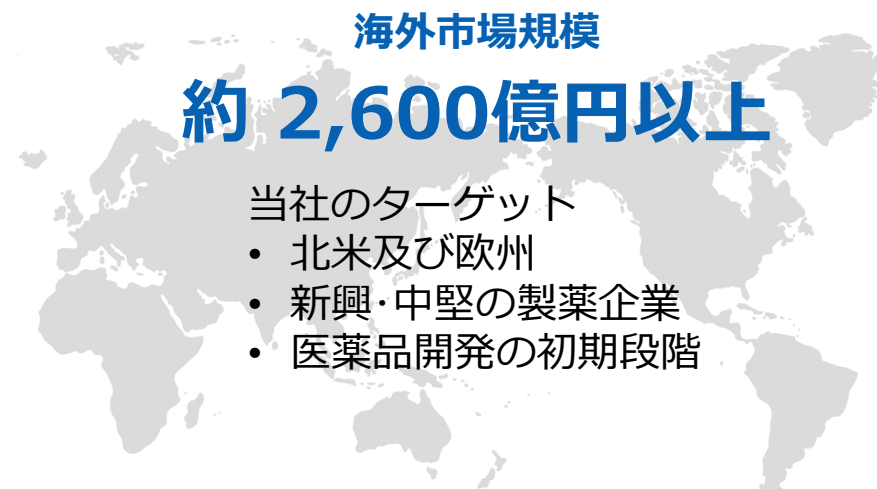 海外市場規模
約 2,600億円以上
当社のターゲット
• 北米及び欧州
• 新興･中堅の製薬企業
• 医薬品開発の初期段階